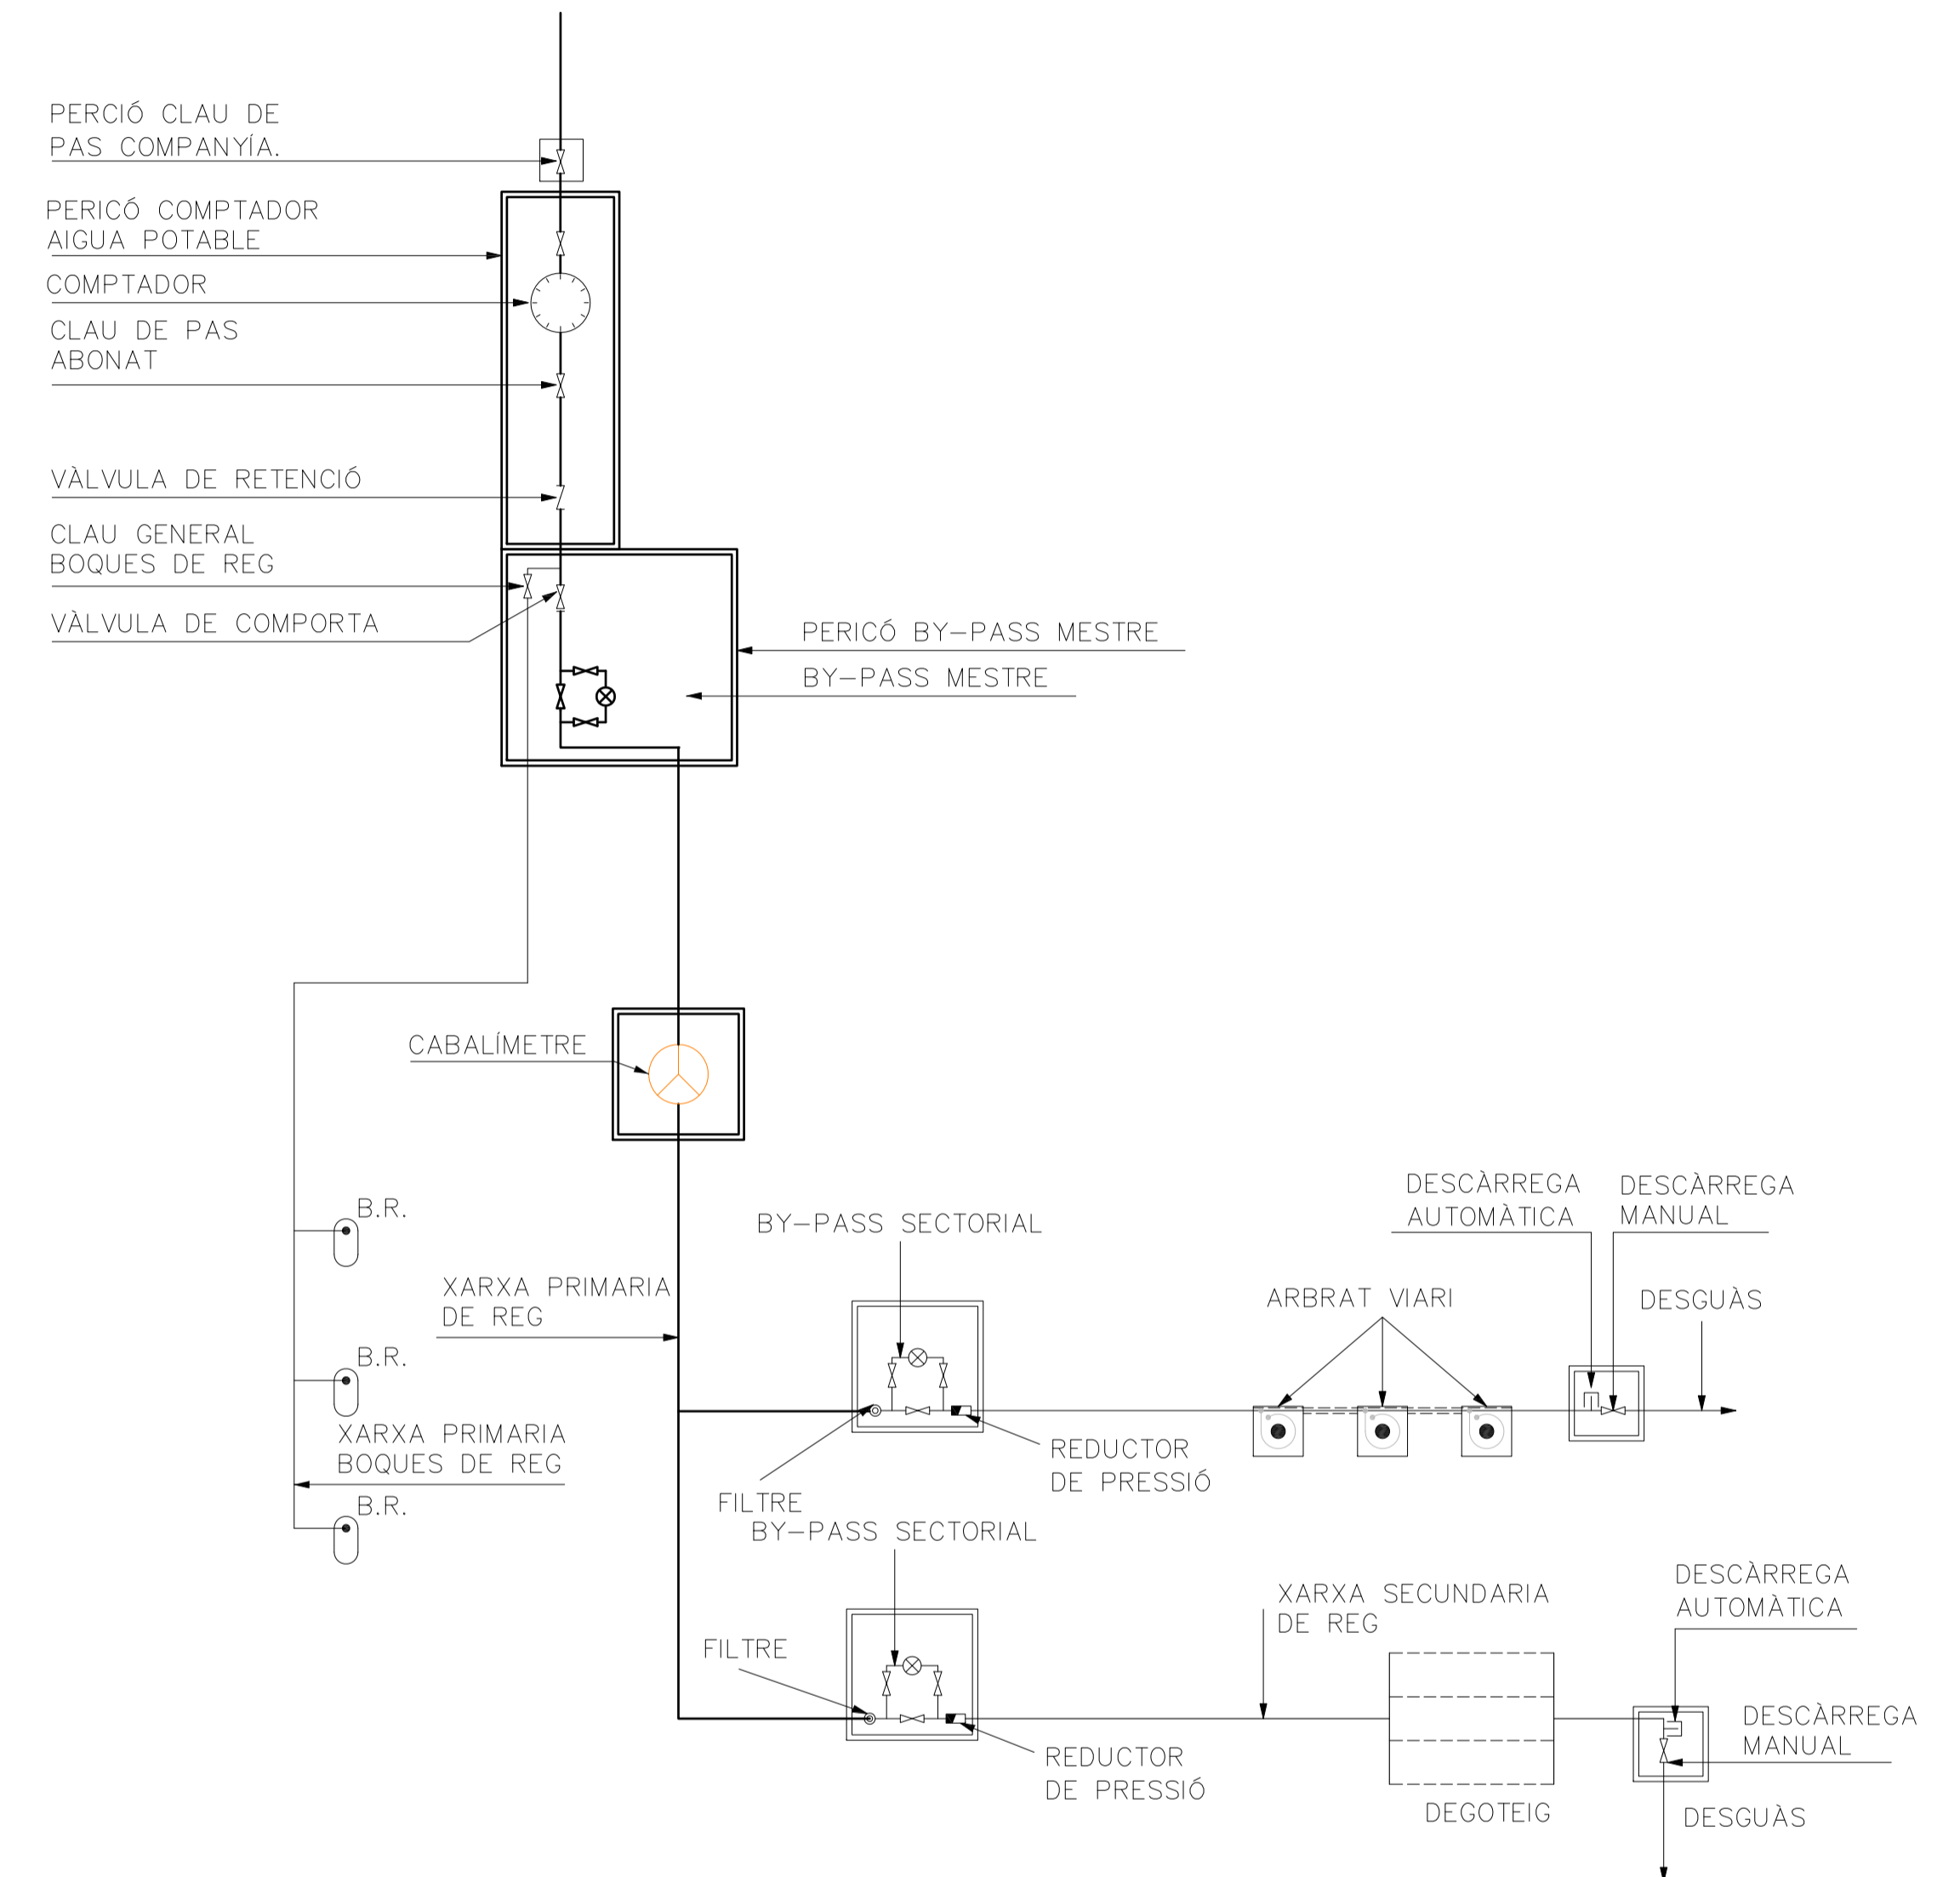 PERCIÓ CLAU DE
PAS COMPANYÍA.
PERICÓ COMPTADOR
AIGUA POTABLE
COMPTADOR
CLAU DE PAS
ABONAT
VÀLVULA DE RETENCIÓ
CLAU GENERAL
BOQUES DE REG
VÀLVULA DE COMPORTA
PERICÓ BY-PASS MESTRE
BY-PASS MESTRE
CABALÍMETRE
B.R.
B.R.
XARXA PRIMARIA
BOQUES DE REG
B.R.
XARXA PRIMARIA
DE REG
BY-PASS SECTORIAL
FILTRE
REDUCTOR
DE PRESSIÓ
ARBRAT VIARI
DESCÀRREGA
AUTOMÀTICA
DESCÀRREGA
MANUAL
DESGUÀS
BY-PASS SECTORIAL
FILTRE
REDUCTOR
DE PRESSIÓ
XARXA SECUNDARIA
DE REG
DEGOTEIG
DESCÀRREGA
AUTOMÀTICA
DESCÀRREGA
MANUAL
DESGUÀS